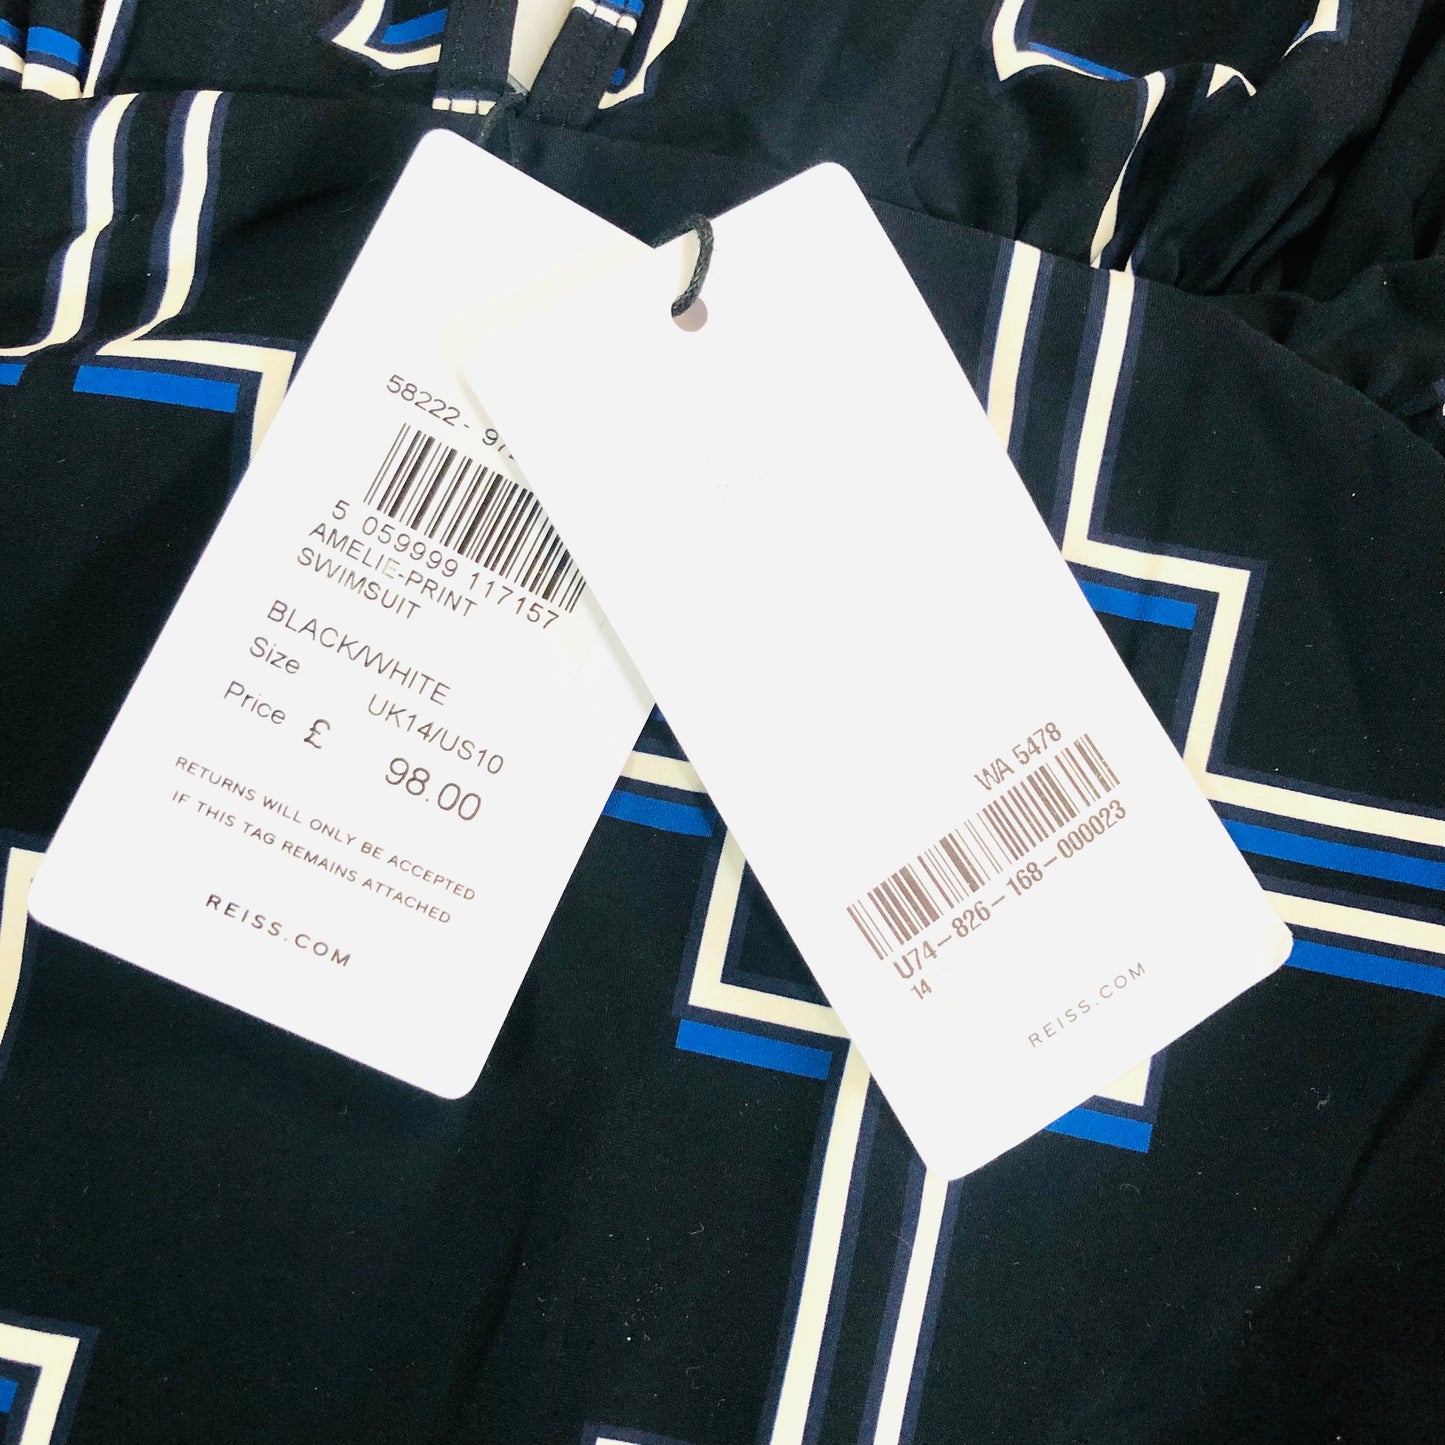 58222-
5 059999 117157
AMELIE-PRINT
SWIMSUIT
BLACK/WHITE
Size UK14/US10
Price £ 98.00
RETURNS WILL ONLY BE ACCEPTED
IF THIS TAG REMAINS ATTACHED
REISS.COM
WA 5478
U74-826-168-000023
14
REISS.COM